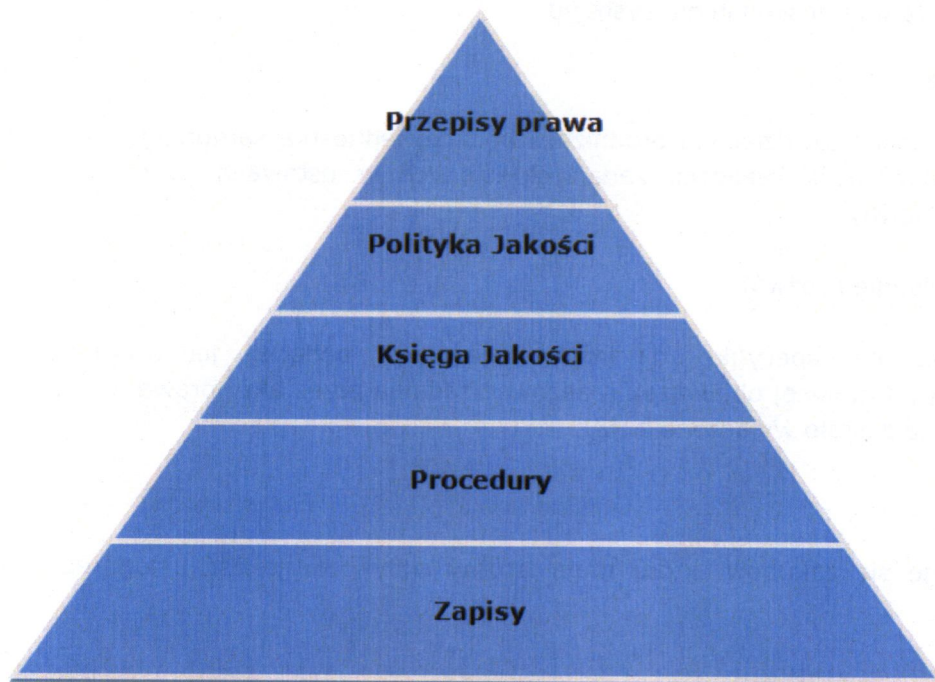 Przepisy prawa
Polityka Jakości
Księga Jakości
Procedury
Zapisy